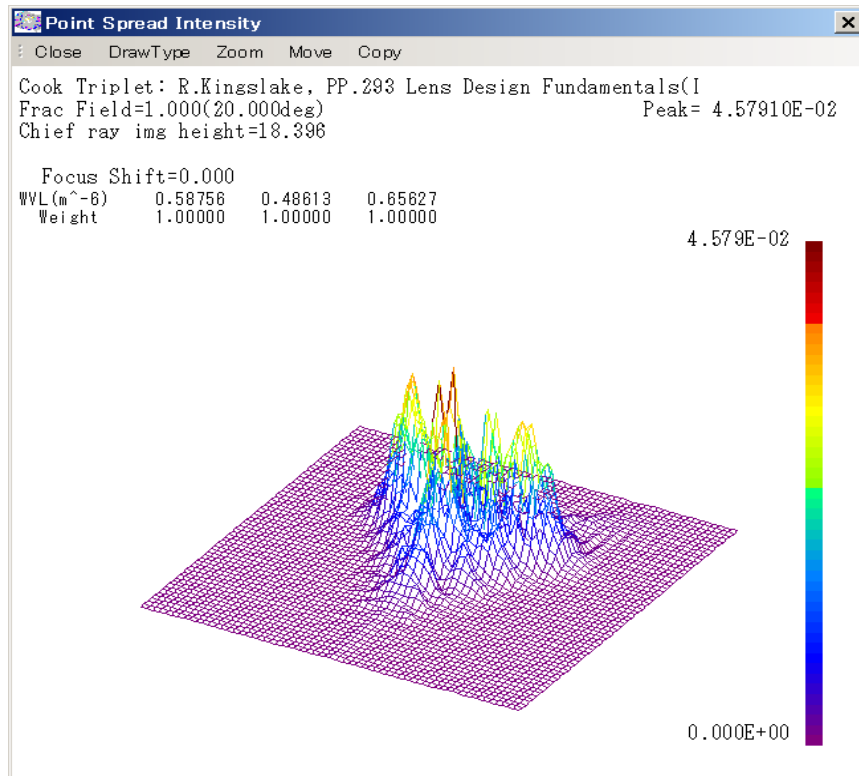 Point Spread Intensity
Close DrawType Zoom Move Copy
Cook Triplet: R.Kingslake, PP.293 Lens Design Fundamentals(I
Frac Field=1.000(20.000deg) Peak= 4.57910E-02
Chief ray img height=18.396
Focus Shift=0.000
WVL(m^-6) 0.58756 0.48613 0.65627
Weight 1.00000 1.00000 1.00000
4.579E-02
0.000E+00